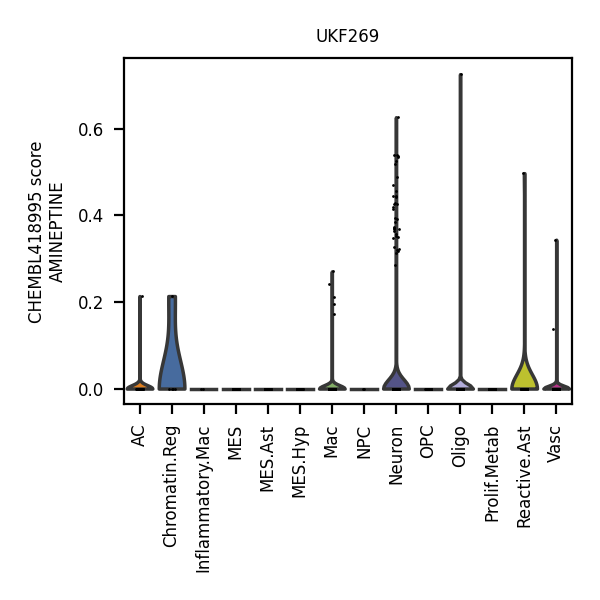 UKF269
CHEMBL418995 score
AMINEPTINE
0.6
0.4
0.2
0.0
AC
Chromatin.Reg
Inflammatory.Mac
MES
MES.Ast
MES.Hyp
Mac
NPC
Neuron
OPC
Oligo
Prolif.Metab
Reactive.Ast
Vasc